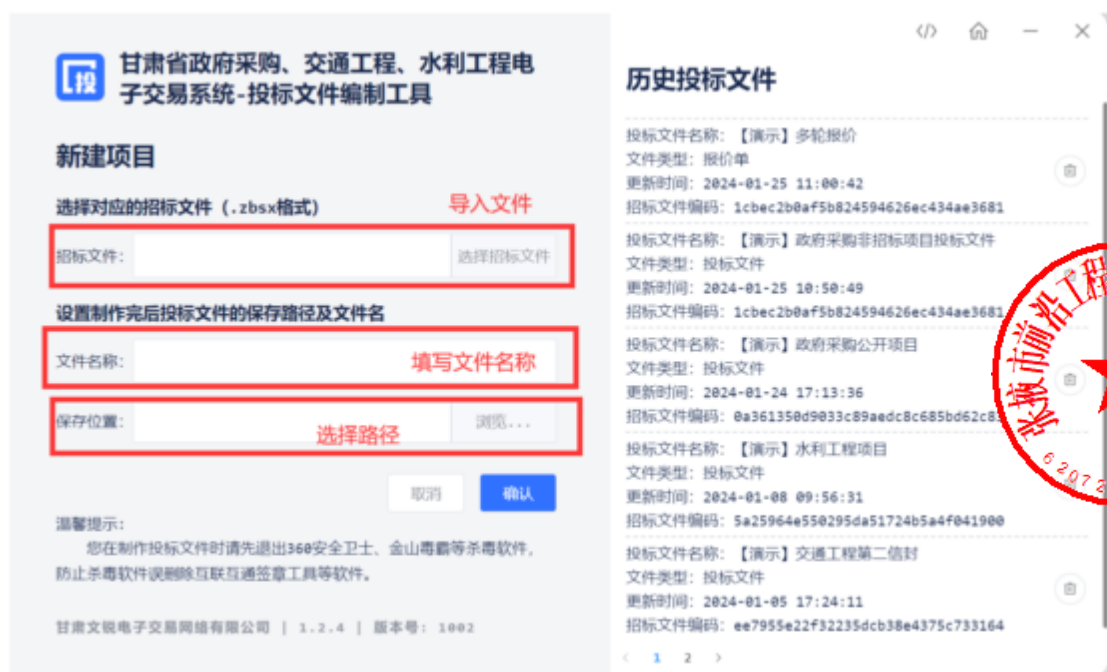 甘肃省政府采购、交通工程、水利工程电
子交易系统-投标文件编制工具
新建项目
选择对应的招标文件（.zbsx格式）
导入文件
招标文件：
选择招标文件
设置制作完后投标文件的保存路径及文件名
文件名称：
填写文件名称
保存位置：
选择路径
浏览...
取消
确认
温馨提示：
您在制作投标文件时请先退出360安全卫士、金山毒霸等杀毒软件，
防止杀毒软件误删除互联互通签章工具等软件。
甘肃文锐电子交易网络有限公司 | 1.2.4 | 版本号: 1002
历史投标文件
投标文件名称：【演示】多轮报价
文件类型：报价单
更新时间：2024-01-25 11:00:42
招标文件编码：1cbec2b0af5b824594626ec434ae3681
投标文件名称：【演示】政府采购非招标项目投标文件
文件类型：投标文件
更新时间：2024-01-25 10:50:49
招标文件编码：1cbec2b0af5b824594626ec434ae3681
投标文件名称：【演示】政府采购公开项目
文件类型：投标文件
更新时间：2024-01-24 17:13:36
招标文件编码：0a361350d9033c89aedc8c685bd62c8
投标文件名称：【演示】水利工程项目
文件类型：投标文件
更新时间：2024-01-08 09:56:31
招标文件编码：5a25964e550295da51724b5a4f041900
投标文件名称：【演示】交通工程第二信封
文件类型：投标文件
更新时间：2024-01-05 17:24:11
招标文件编码：ee7955e22f32235dcb38e4375c733164
1 2
张掖市前沿工程
62072